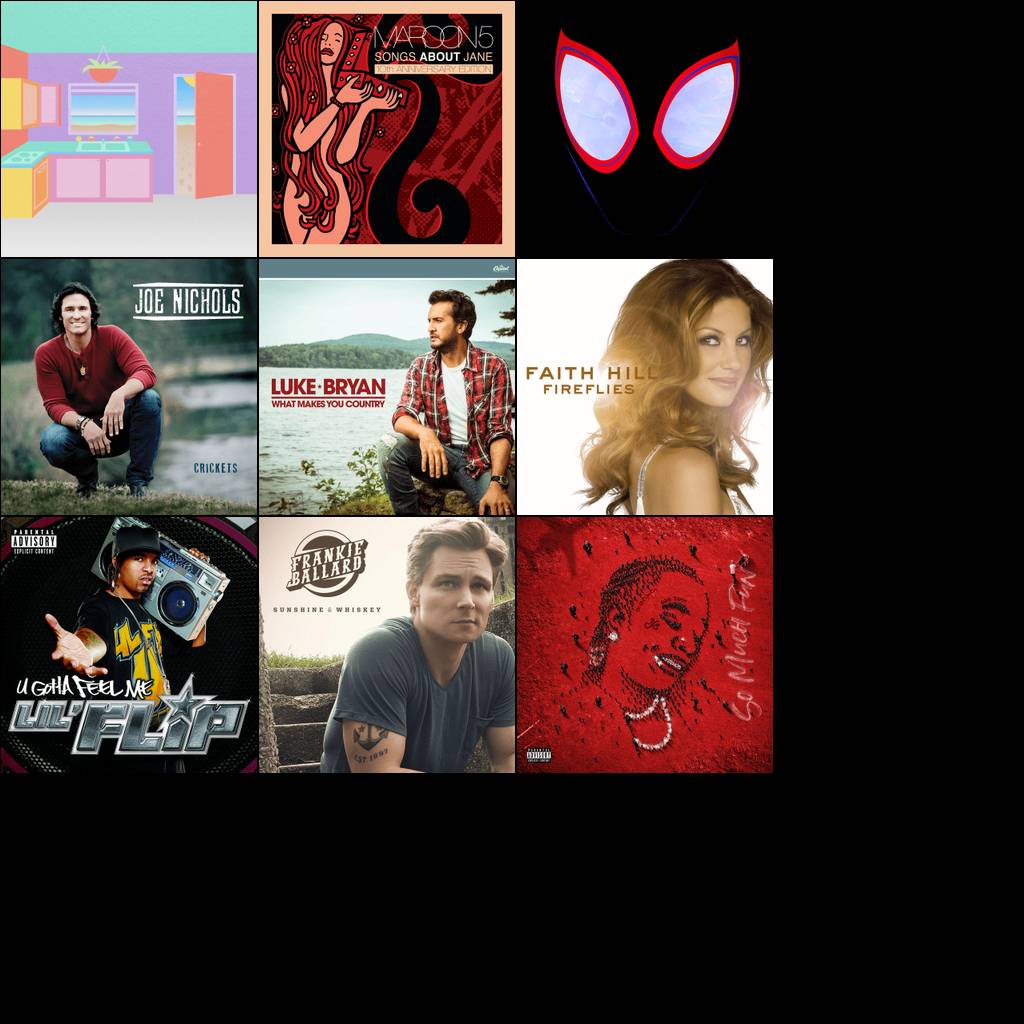 MAROON5
SONGS ABOUT JANE
10th ANNIVERSARY EDITION
JOE NICHOLS
CRICKETS
Capitol
LUKE·BRYAN
WHAT MAKES YOU COUNTRY
FAITH HILL
FIREFLIES
PARENTAL
ADVISORY
EXPLICIT CONTENT
U GOTTA FEEL ME
LIL' FLIP
FRANKIE
BALLARD
SUNSHINE & WHISKEY
EST. 1982
So Much Fun
PARENTAL
ADVISORY
EXPLICIT CONTENT